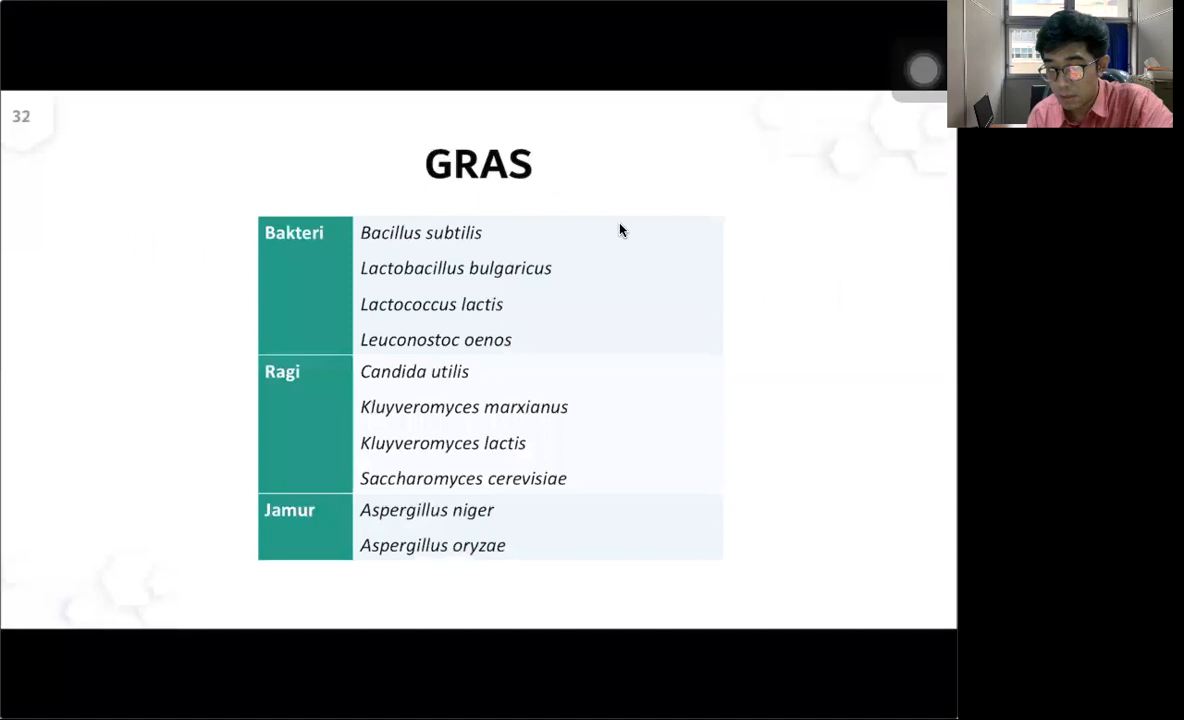 32
GRAS
Bakteri
Bacillus subtilis
Lactobacillus bulgaricus
Lactococcus lactis
Leuconostoc oenos
Ragi
Candida utilis
Kluyveromyces marxianus
Kluyveromyces lactis
Saccharomyces cerevisiae
Jamur
Aspergillus niger
Aspergillus oryzae